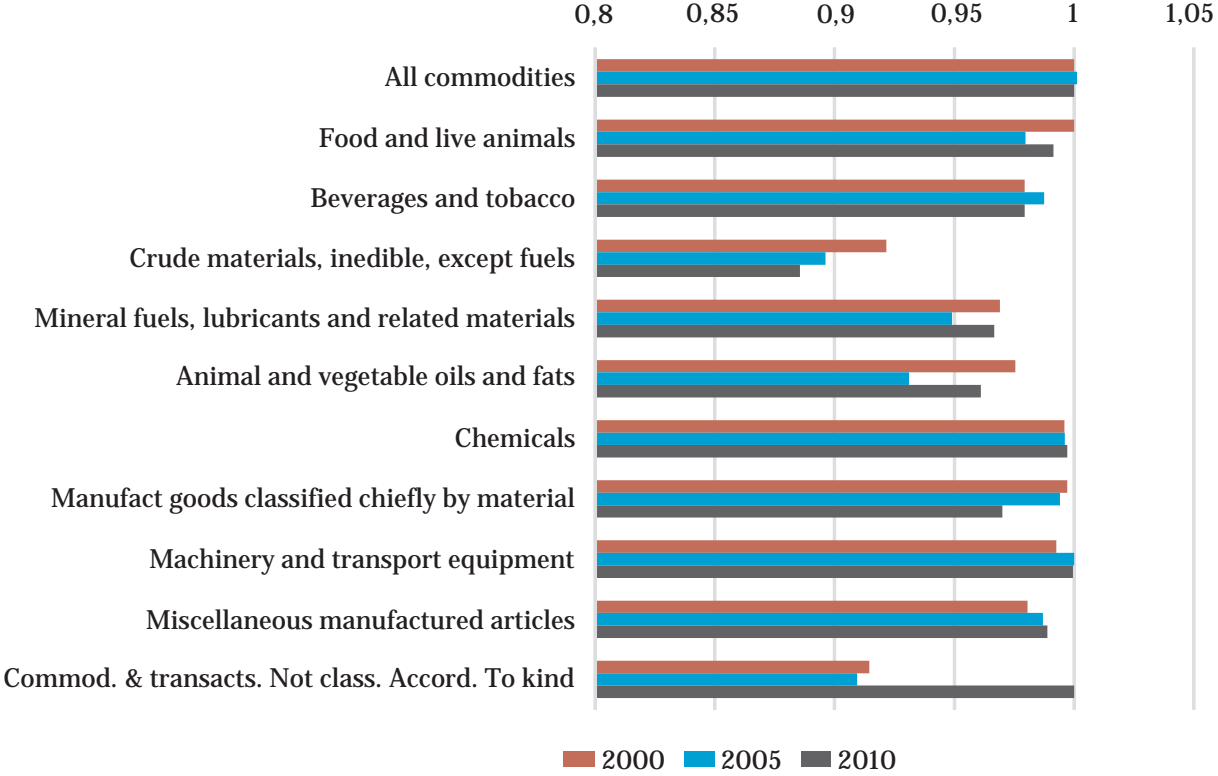 0,8 0,85 0,9 0,95 1 1,05
All commodities
Food and live animals
Beverages and tobacco
Crude materials, inedible, except fuels
Mineral fuels, lubricants and related materials
Animal and vegetable oils and fats
Chemicals
Manufact goods classified chiefly by material
Machinery and transport equipment
Miscellaneous manufactured articles
Commod. & transacts. Not class. Accord. To kind
2000 2005 2010